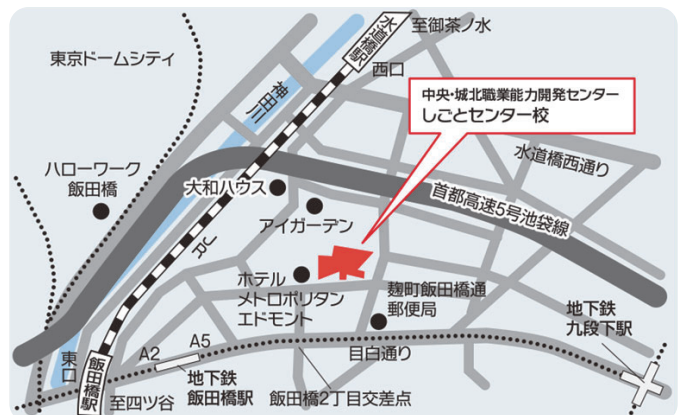 水道橋駅
至御茶ノ水
東京ドームシティ
西口
神田川
中央・城北職業能力開発センター
しごとセンター校
水道橋西通り
ハローワーク
飯田橋
大和ハウス
首都高速5号池袋線
アイガーデン
JR
ホテル
メトロポリタン
エドモント
麹町飯田橋通
郵便局
地下鉄
九段下駅
東口
飯田橋駅
A2
A5
目白通り
地下鉄
飯田橋駅
至四ツ谷
飯田橋2丁目交差点